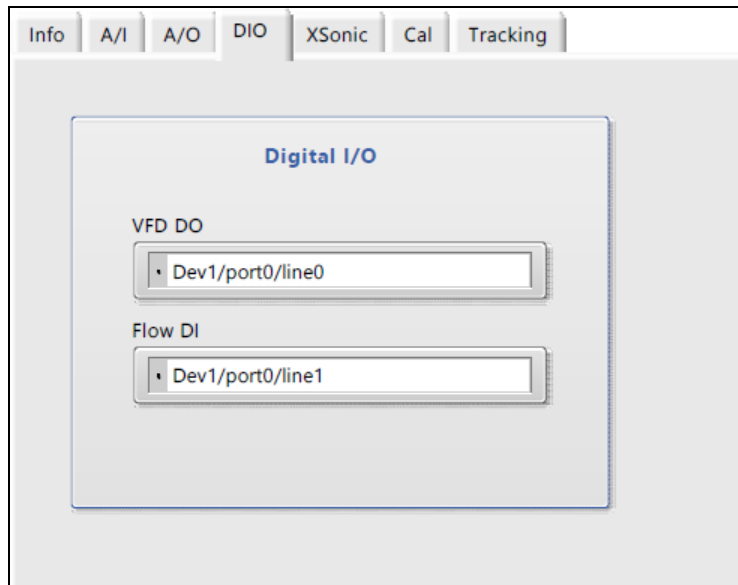 Info A/I A/O DIO XSonic Cal Tracking
Digital I/O
VFD DO
Dev1/port0/line0
Flow DI
Dev1/port0/line1